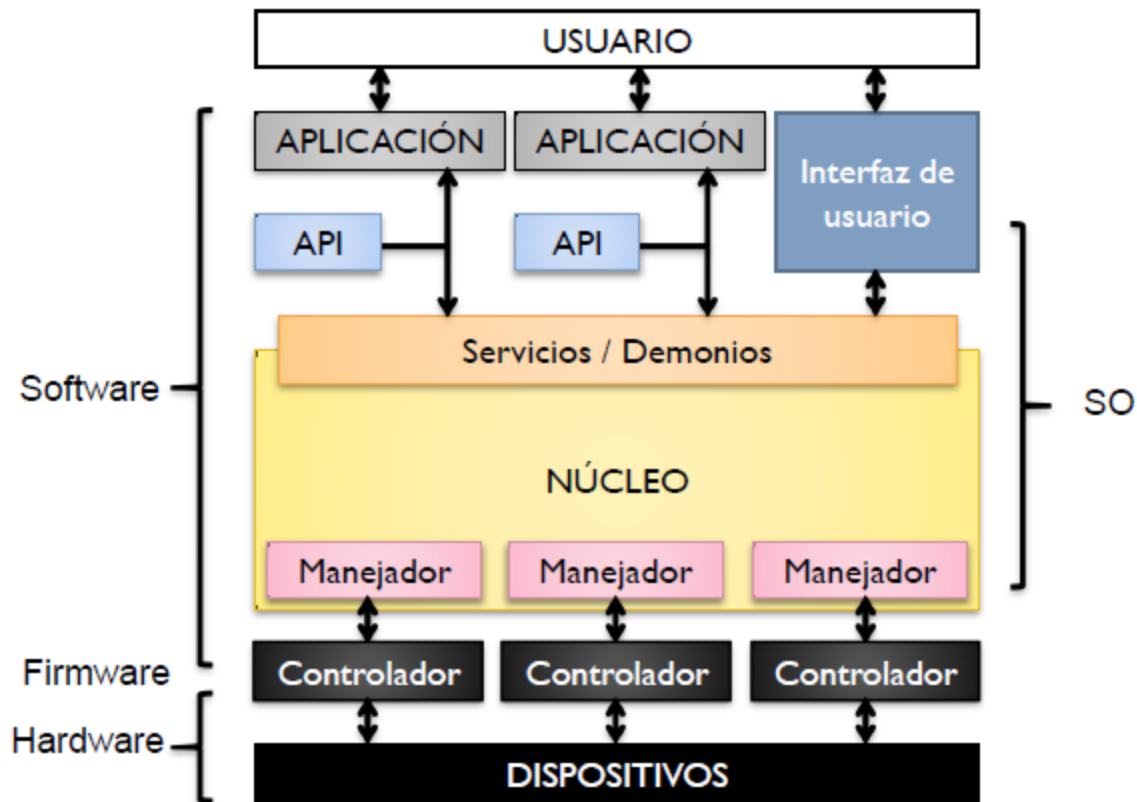 USUARIO
APLICACIÓN
APLICACIÓN
Interfaz de
usuario
API
API
Servicios / Demonios
Software
SO
NÚCLEO
Manejador
Manejador
Manejador
Firmware
Controlador
Controlador
Controlador
Hardware
DISPOSITIVOS